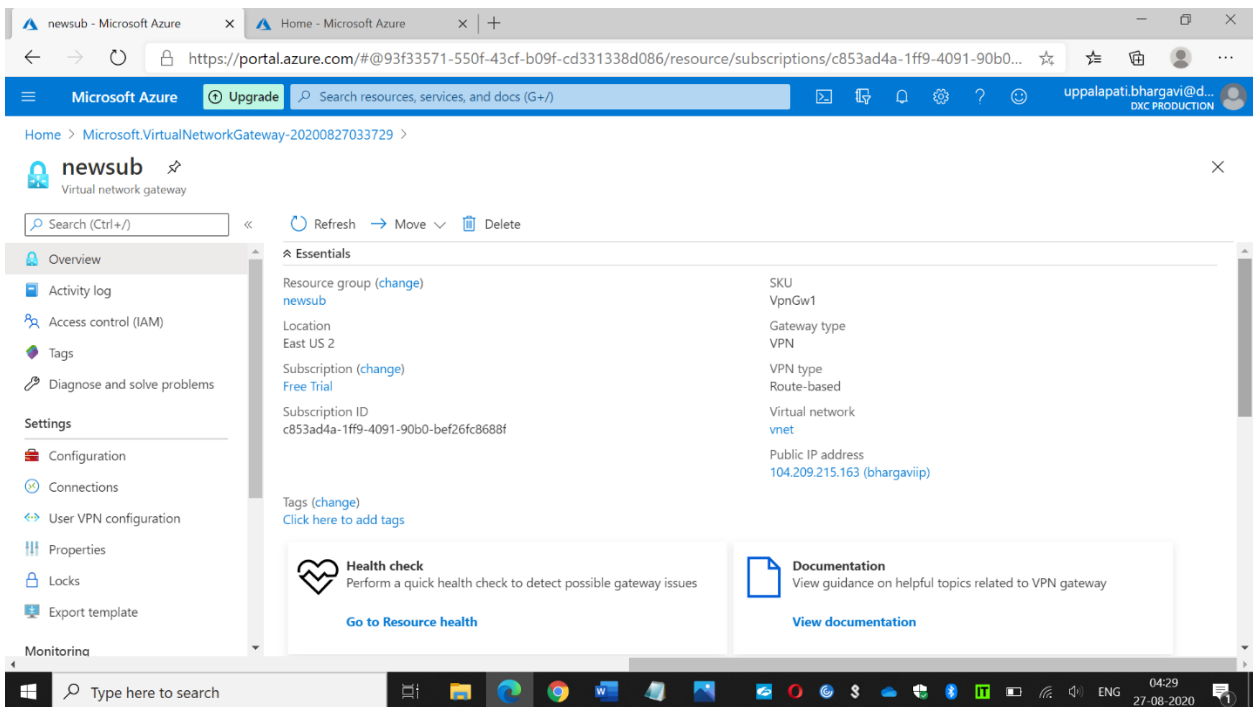 newsub - Microsoft Azure
Home - Microsoft Azure
https://portal.azure.com/#@93f33571-550f-43cf-b09f-cd331338d086/resource/subscriptions/c853ad4a-1ff9-4091-90b0...
Microsoft Azure
Upgrade
Search resources, services, and docs (G+/)
uppalapati.bhargavi@d...
DXC PRODUCTION
Home > Microsoft.VirtualNetworkGateway-20200827033729 >
newsub
Virtual network gateway
Search (Ctrl+/)
«
Refresh
Move
Delete
Overview
Activity log
Access control (IAM)
Tags
Diagnose and solve problems
Settings
Configuration
Connections
User VPN configuration
Properties
Locks
Export template
Monitoring
Essentials
Resource group (change)
newsub
Location
East US 2
Subscription (change)
Free Trial
Subscription ID
c853ad4a-1ff9-4091-90b0-bef26fc8688f
SKU
VpnGw1
Gateway type
VPN
VPN type
Route-based
Virtual network
vnet
Public IP address
104.209.215.163 (bhargaviip)
Tags (change)
Click here to add tags
Health check
Perform a quick health check to detect possible gateway issues
Go to Resource health
Documentation
View guidance on helpful topics related to VPN gateway
View documentation
Type here to search
ENG
04:29
27-08-2020
1